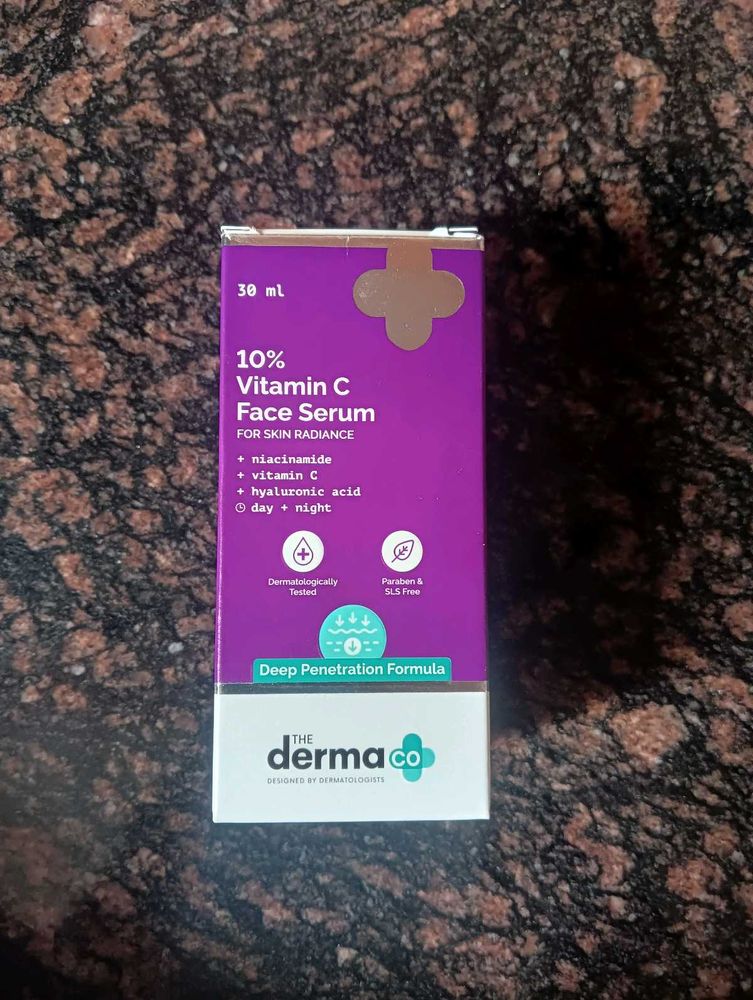 30 ml
10%
Vitamin C
Face Serum
FOR SKIN RADIANCE
+ niacinamide
+ vitamin C
+ hyaluronic acid
day + night
Dermatologically
Tested
Paraben &
SLS Free
Deep Penetration Formula
THE
derma co
DESIGNED BY DERMATOLOGISTS